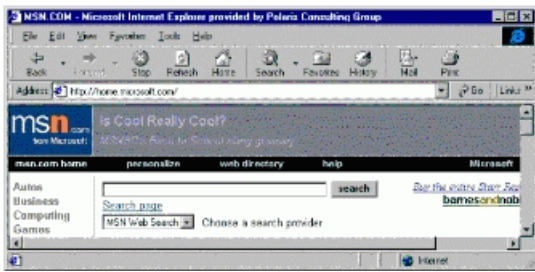 MSN.COM - Microsoft Internet Explorer provided by Polaris Consulting Group
File Edit View Favorites Tools Help
Back Forward Stop Refresh Home Search Favorites History Mail Print
Address http://home.microsoft.com/ Go Links »
msn.com Is Cool Really Cool?
from Microsoft
msn.com home personalize web directory help Microsoft
Autos search
Business Search page barnesandnobl
Computing MSN Web Search Choose a search provider
Games
Internet